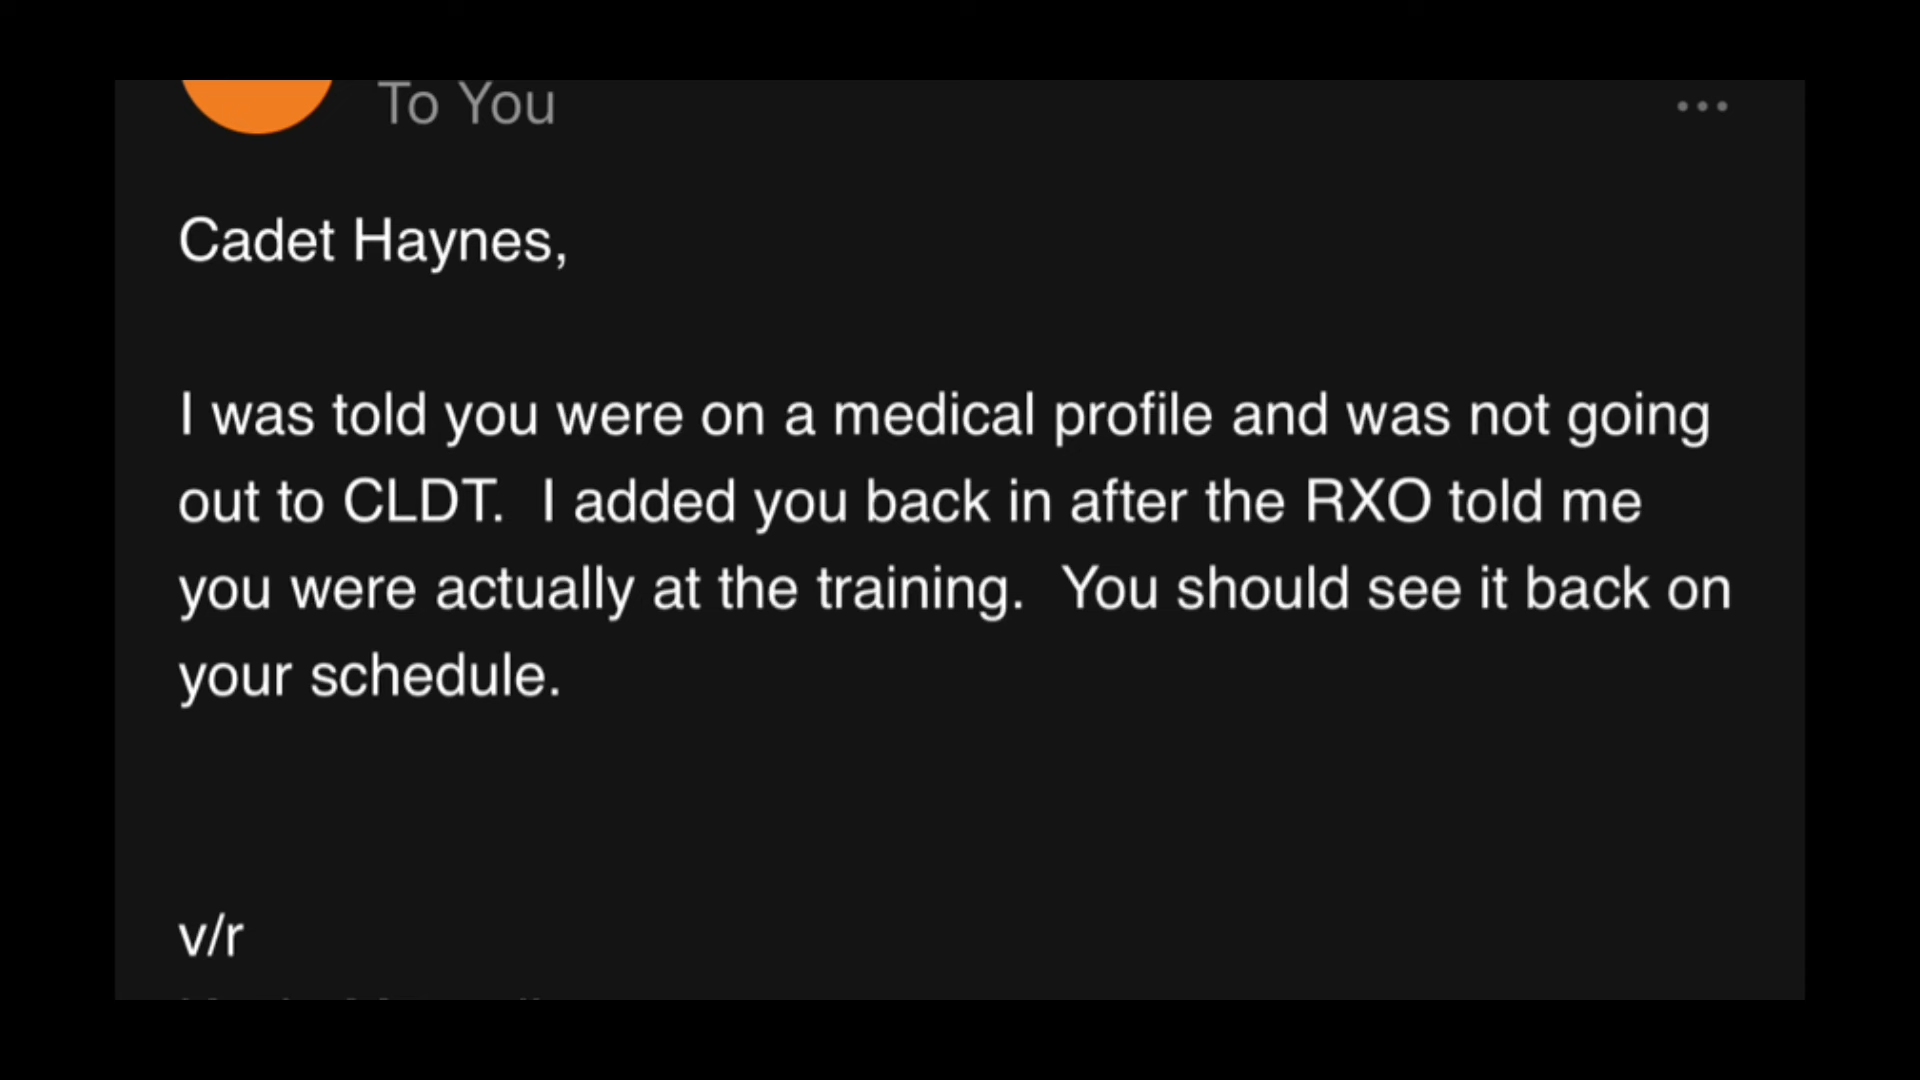 To You
Cadet Haynes,
I was told you were on a medical profile and was not going
out to CLDT.  I added you back in after the RXO told me
you were actually at the training.  You should see it back on
your schedule.
v/r